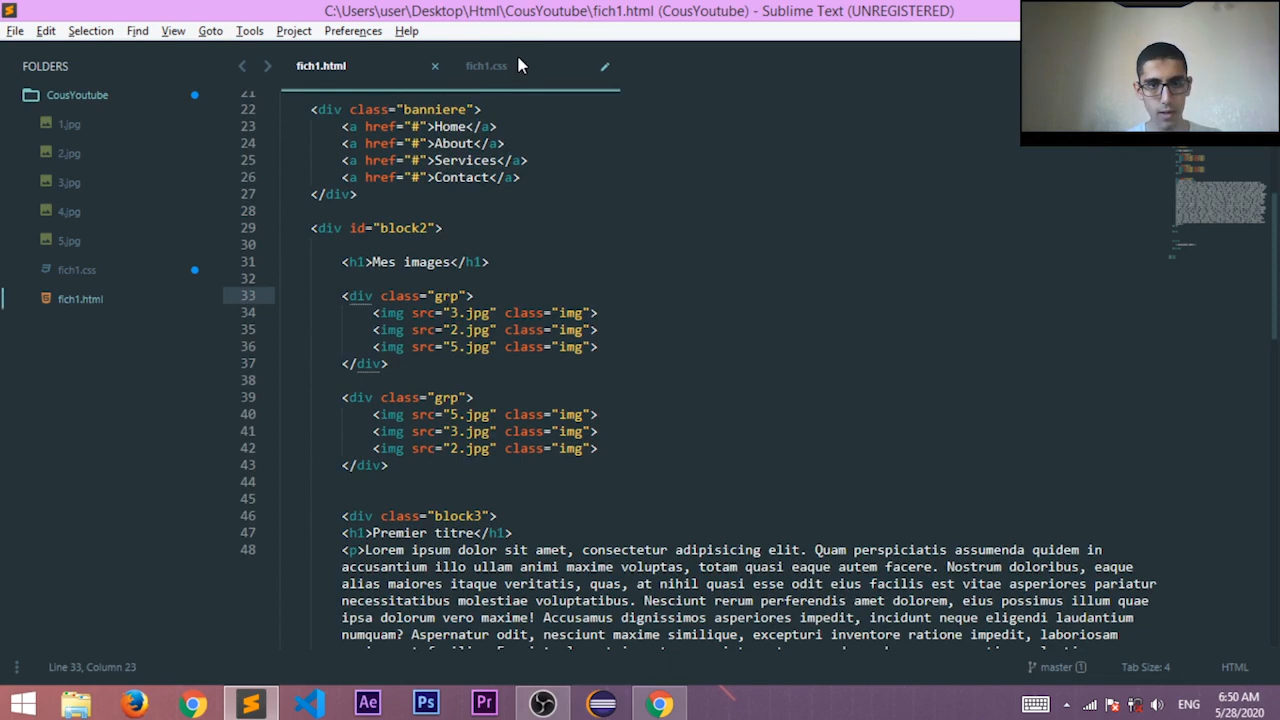 C:\Users\user\Desktop\Html\CousYoutube\fich1.html (CousYoutube) - Sublime Text (UNREGISTERED)
File Edit Selection Find View Goto Tools Project Preferences Help
FOLDERS
CousYoutube
1.jpg
2.jpg
3.jpg
4.jpg
5.jpg
fich1.css
fich1.html
fich1.html fich1.css
21
22 <div class="banniere">
23 <a href="#">Home</a>
24 <a href="#">About</a>
25 <a href="#">Services</a>
26 <a href="#">Contact</a>
27 </div>
28
29 <div id="block2">
30
31 <h1>Mes images</h1>
32
33 <div class="grp">
34 <img src="3.jpg" class="img">
35 <img src="2.jpg" class="img">
36 <img src="5.jpg" class="img">
37 </div>
38
39 <div class="grp">
40 <img src="5.jpg" class="img">
41 <img src="3.jpg" class="img">
42 <img src="2.jpg" class="img">
43 </div>
44
45
46 <div class="block3">
47 <h1>Premier titre</h1>
48 <p>Lorem ipsum dolor sit amet, consectetur adipisicing elit. Quam perspiciatis assumenda quidem in
accusantium illo ullam animi maxime voluptas, totam quasi eaque autem facere. Nostrum doloribus, eaque
alias maiores itaque veritatis, quas, at nihil quasi esse odit eius facilis est vitae asperiores pariatur
necessitatibus molestiae voluptatibus. Nesciunt rerum perferendis amet dolorem, eius possimus illum quae
ipsa dolorum vero maxime! Accusamus dignissimos asperiores impedit, incidunt neque eligendi laudantium
numquam? Aspernatur odit, nesciunt maxime similique, excepturi inventore ratione impedit, laboriosam
Line 33, Column 23
master 1 Tab Size: 4 HTML
Ae Ps Pr
ENG
6:50 AM
5/28/2020